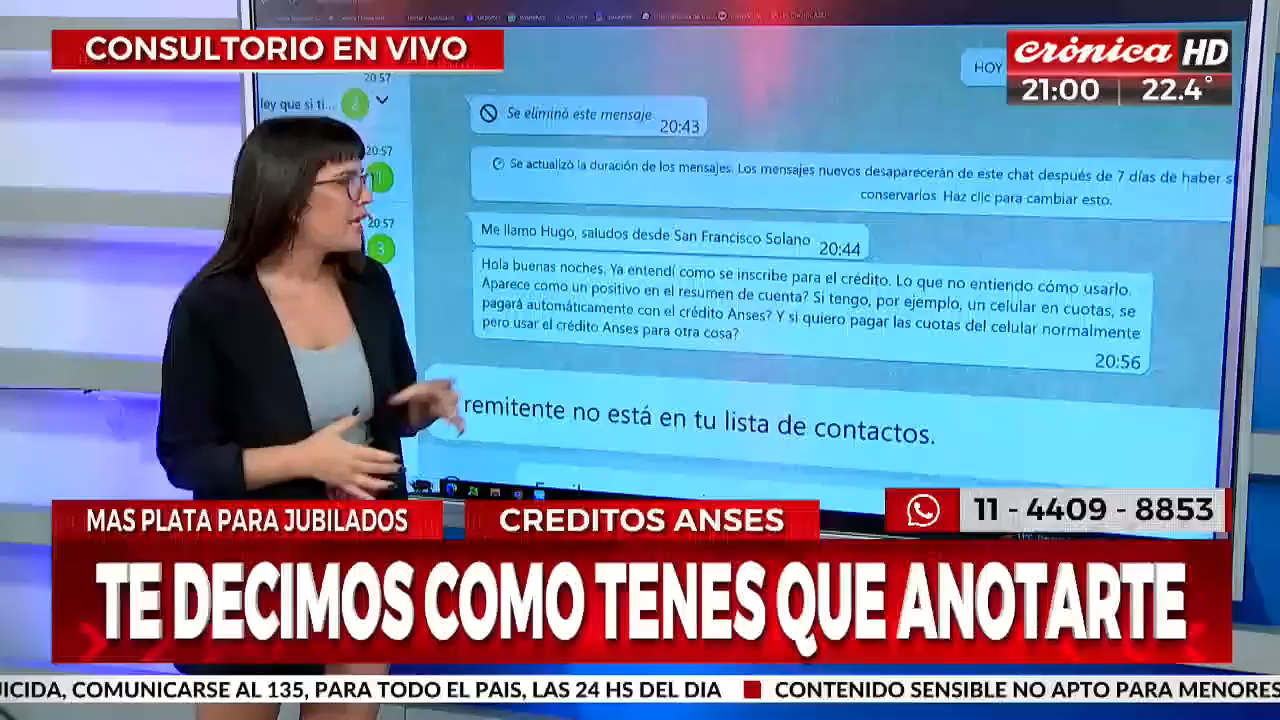 CONSULTORIO EN VIVO
crónica HD
21:00 | 22.4°
HOY
20:57
ley que si ti... 2
20:57
20:57
3
Se eliminó este mensaje
20:43
Se actualizó la duración de los mensajes. Los mensajes nuevos desaparecerán de este chat después de 7 días de haber s
conservarlos Haz clic para cambiar esto.
Me llamo Hugo, saludos desde San Francisco Solano 20:44
Hola buenas noches. Ya entendí como se inscribe para el crédito. Lo que no entiendo cómo usarlo.
Aparece como un positivo en el resumen de cuenta? Si tengo, por ejemplo, un celular en cuotas, se
pagará automáticamente con el crédito Anses? Y si quiero pagar las cuotas del celular normalmente
pero usar el crédito Anses para otra cosa?
20:56
remitente no está en tu lista de contactos.
11 - 4409 - 8853
MAS PLATA PARA JUBILADOS
CREDITOS ANSES
TE DECIMOS COMO TENES QUE ANOTARTE
UICIDA, COMUNICARSE AL 135, PARA TODO EL PAIS, LAS 24 HS DEL DIA ■ CONTENIDO SENSIBLE NO APTO PARA MENORES